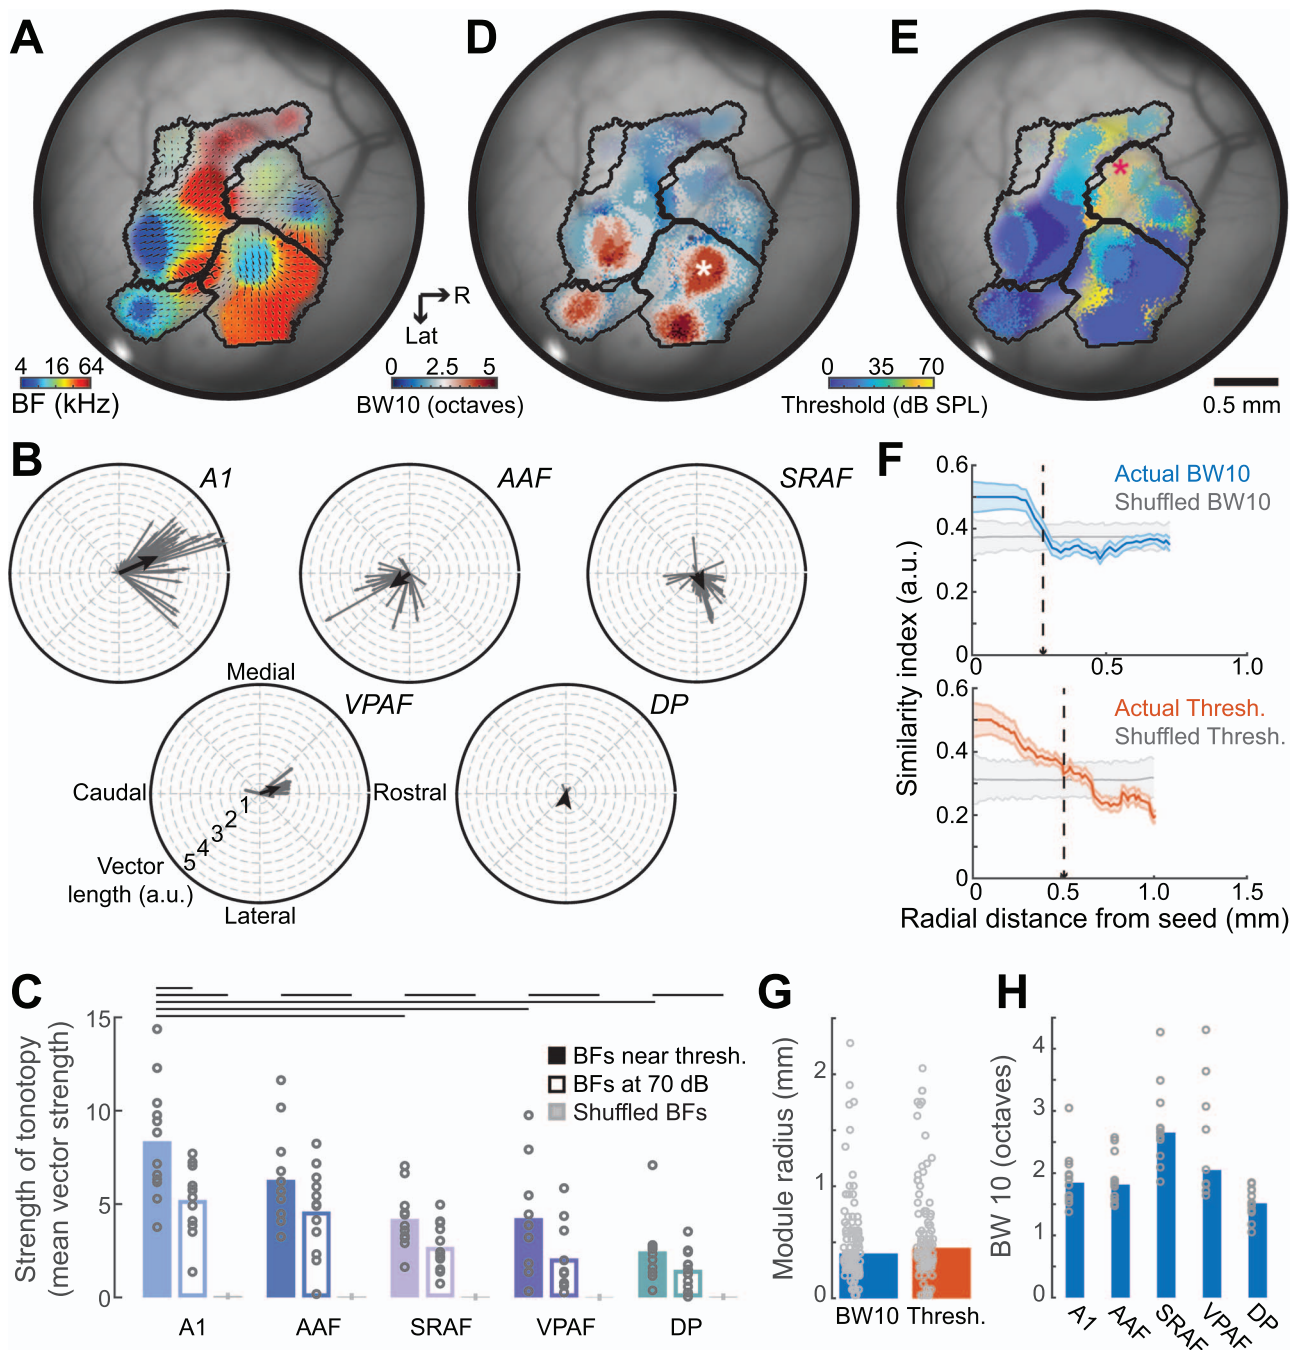 A
D
E
*
*
R
Lat
4 16 64
BF (kHz)
0 2.5 5
BW10 (octaves)
0 35 70
Threshold (dB SPL)
0.5 mm
B
A1
AAF
SRAF
VPAF
DP
Medial
Caudal
Rostral
Lateral
1
2
3
4
5
Vector
length (a.u.)
F
Similarity index (a.u.)
0.6
0.4
0.2
0
0 0.5 1.0
Actual BW10
Shuffled BW10
0.6
0.4
0.2
0
0 0.5 1.0 1.5
Actual Thresh.
Shuffled Thresh.
Radial distance from seed (mm)
C
Strength of tonotopy
(mean vector strength)
15
10
5
0
BFs near thresh.
BFs at 70 dB
Shuffled BFs
A1 AAF SRAF VPAF DP
G
Module radius (mm)
2
1
0
BW10 Thresh.
H
BW 10 (octaves)
4
3
2
1
0
A1 AAF SRAF VPAF DP